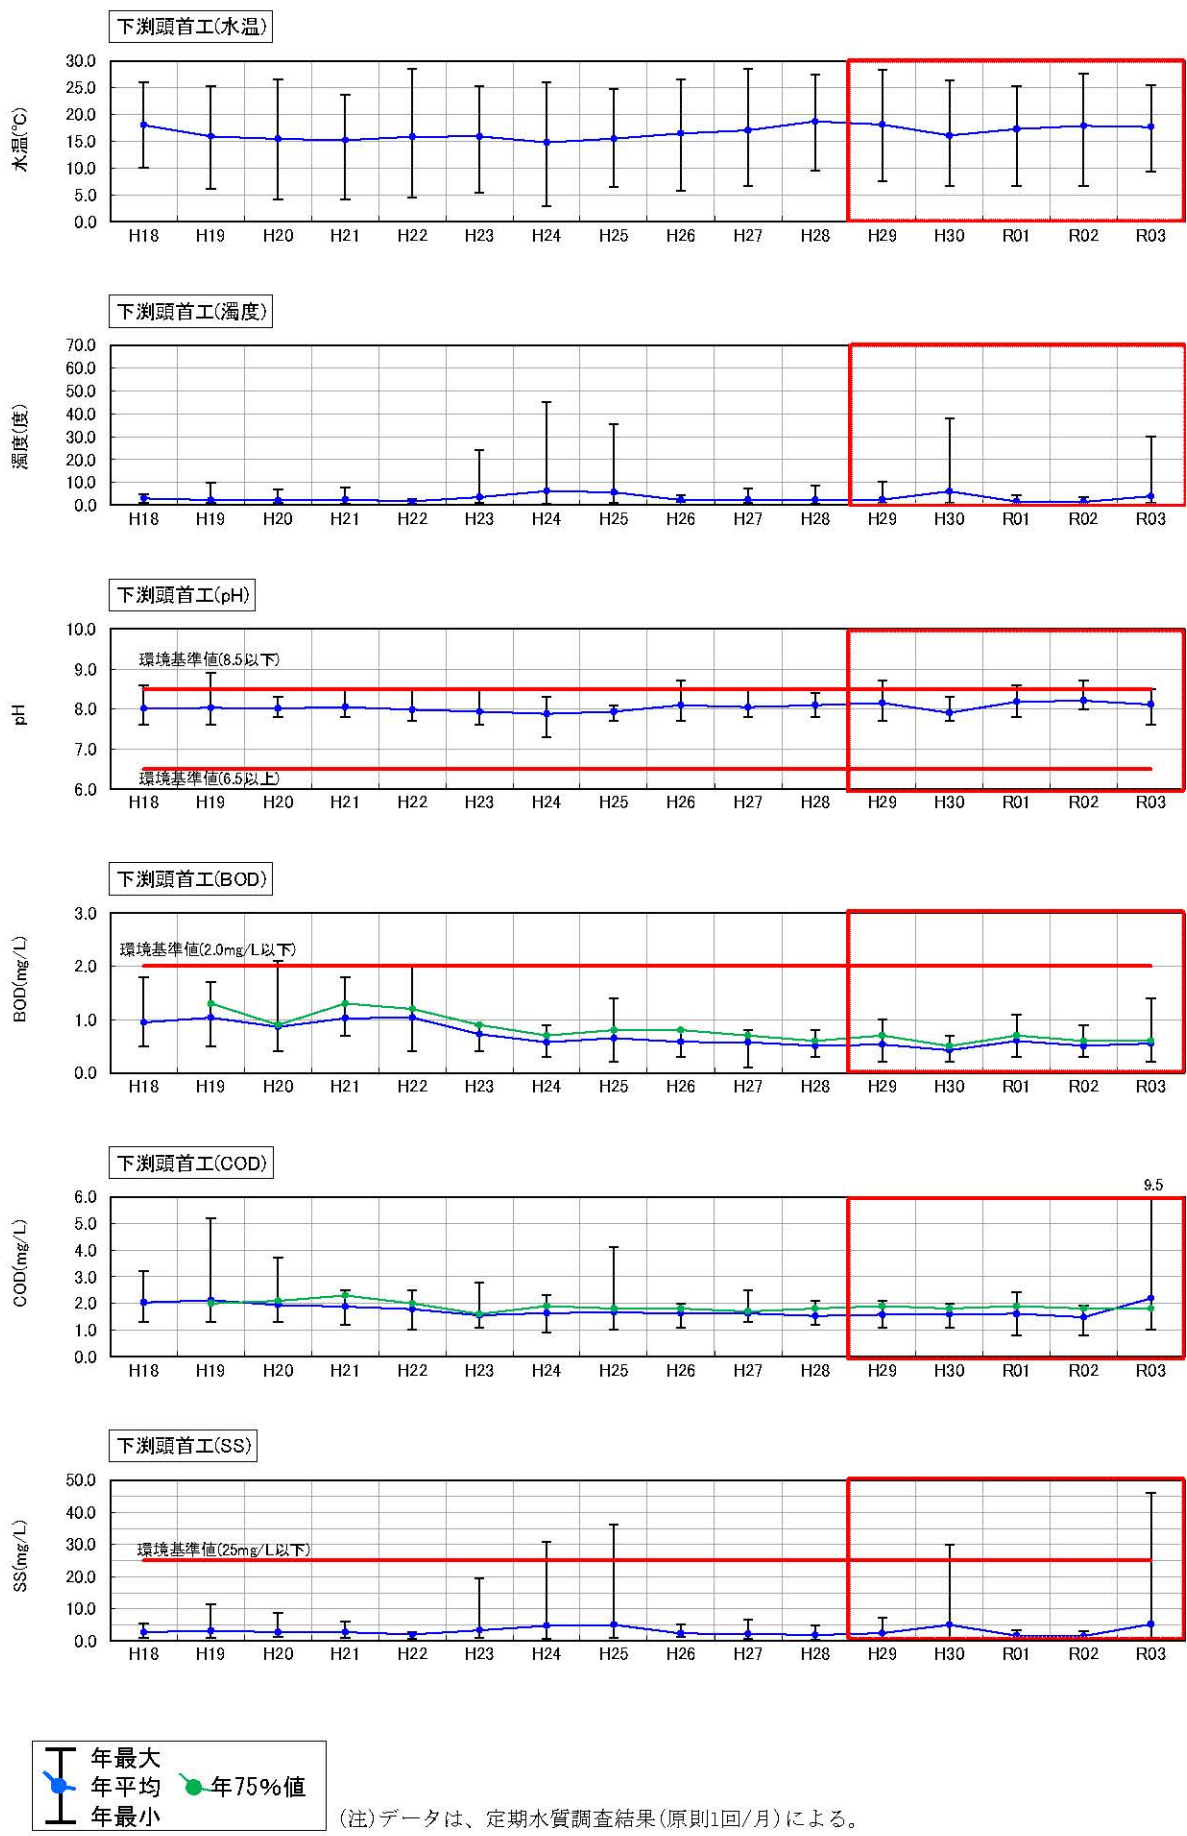 下渕頭首工(水温)
水温(℃)
30.0
25.0
20.0
15.0
10.0
5.0
0.0
H18 H19 H20 H21 H22 H23 H24 H25 H26 H27 H28 H29 H30 R01 R02 R03
下渕頭首工(濁度)
濁度(度)
70.0
60.0
50.0
40.0
30.0
20.0
10.0
0.0
H18 H19 H20 H21 H22 H23 H24 H25 H26 H27 H28 H29 H30 R01 R02 R03
下渕頭首工(pH)
pH
10.0
環境基準値(8.5以下)
9.0
8.0
7.0
環境基準値(6.5以上)
6.0
H18 H19 H20 H21 H22 H23 H24 H25 H26 H27 H28 H29 H30 R01 R02 R03
下渕頭首工(BOD)
BOD(mg/L)
3.0
環境基準値(2.0mg/L以下)
2.0
1.0
0.0
H18 H19 H20 H21 H22 H23 H24 H25 H26 H27 H28 H29 H30 R01 R02 R03
下渕頭首工(COD)
COD(mg/L)
9.5
6.0
5.0
4.0
3.0
2.0
1.0
0.0
H18 H19 H20 H21 H22 H23 H24 H25 H26 H27 H28 H29 H30 R01 R02 R03
下渕頭首工(SS)
SS(mg/L)
50.0
40.0
30.0
環境基準値(25mg/L以下)
20.0
10.0
0.0
H18 H19 H20 H21 H22 H23 H24 H25 H26 H27 H28 H29 H30 R01 R02 R03
年最大
年平均 年75%値
年最小
(注)データは、定期水質調査結果(原則1回/月)による。